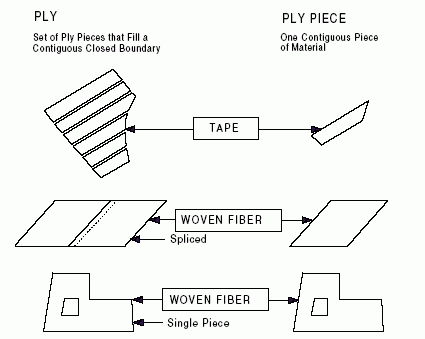 PLY
Set of Ply Pieces that Fill a
Contiguous Closed Boundary
PLY PIECE
One Contiguous Piece
of Material
TAPE
WOVEN FIBER
Spliced
WOVEN FIBER
Single Piece